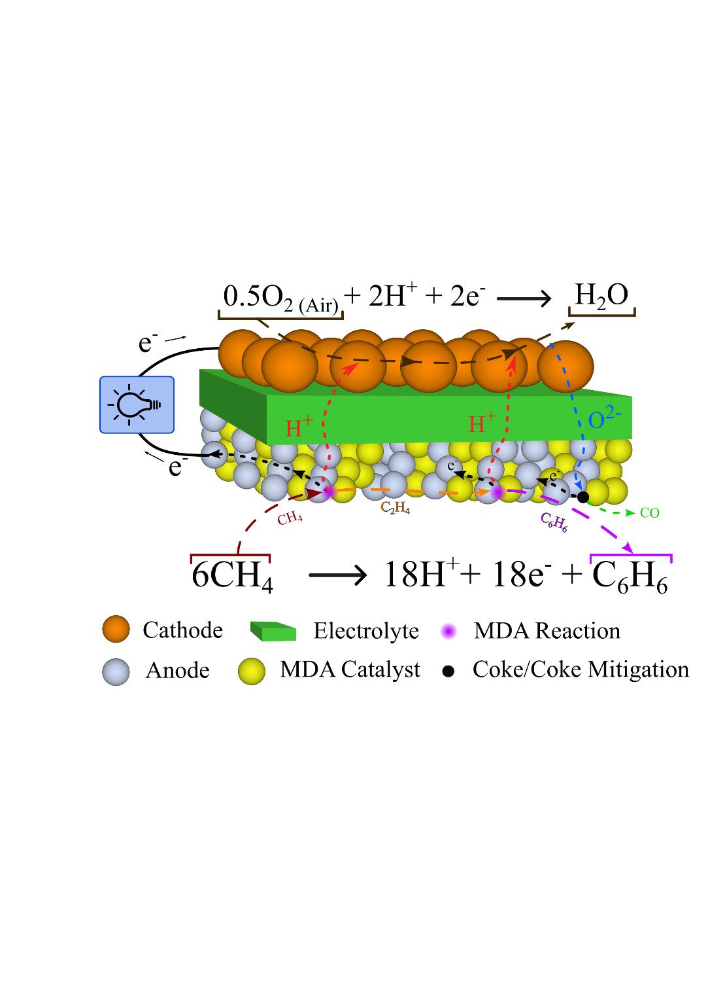 0.5O₂ (Air) + 2H⁺ + 2e⁻ ⟶ H₂O
e⁻
H⁺
H⁺
O²⁻
e⁻
e⁻
e⁻
CH₄
C₂H₄
C₆H₆
CO
6CH₄ ⟶ 18H⁺ + 18e⁻ + C₆H₆
Cathode
Electrolyte
MDA Reaction
Anode
MDA Catalyst
Coke/Coke Mitigation